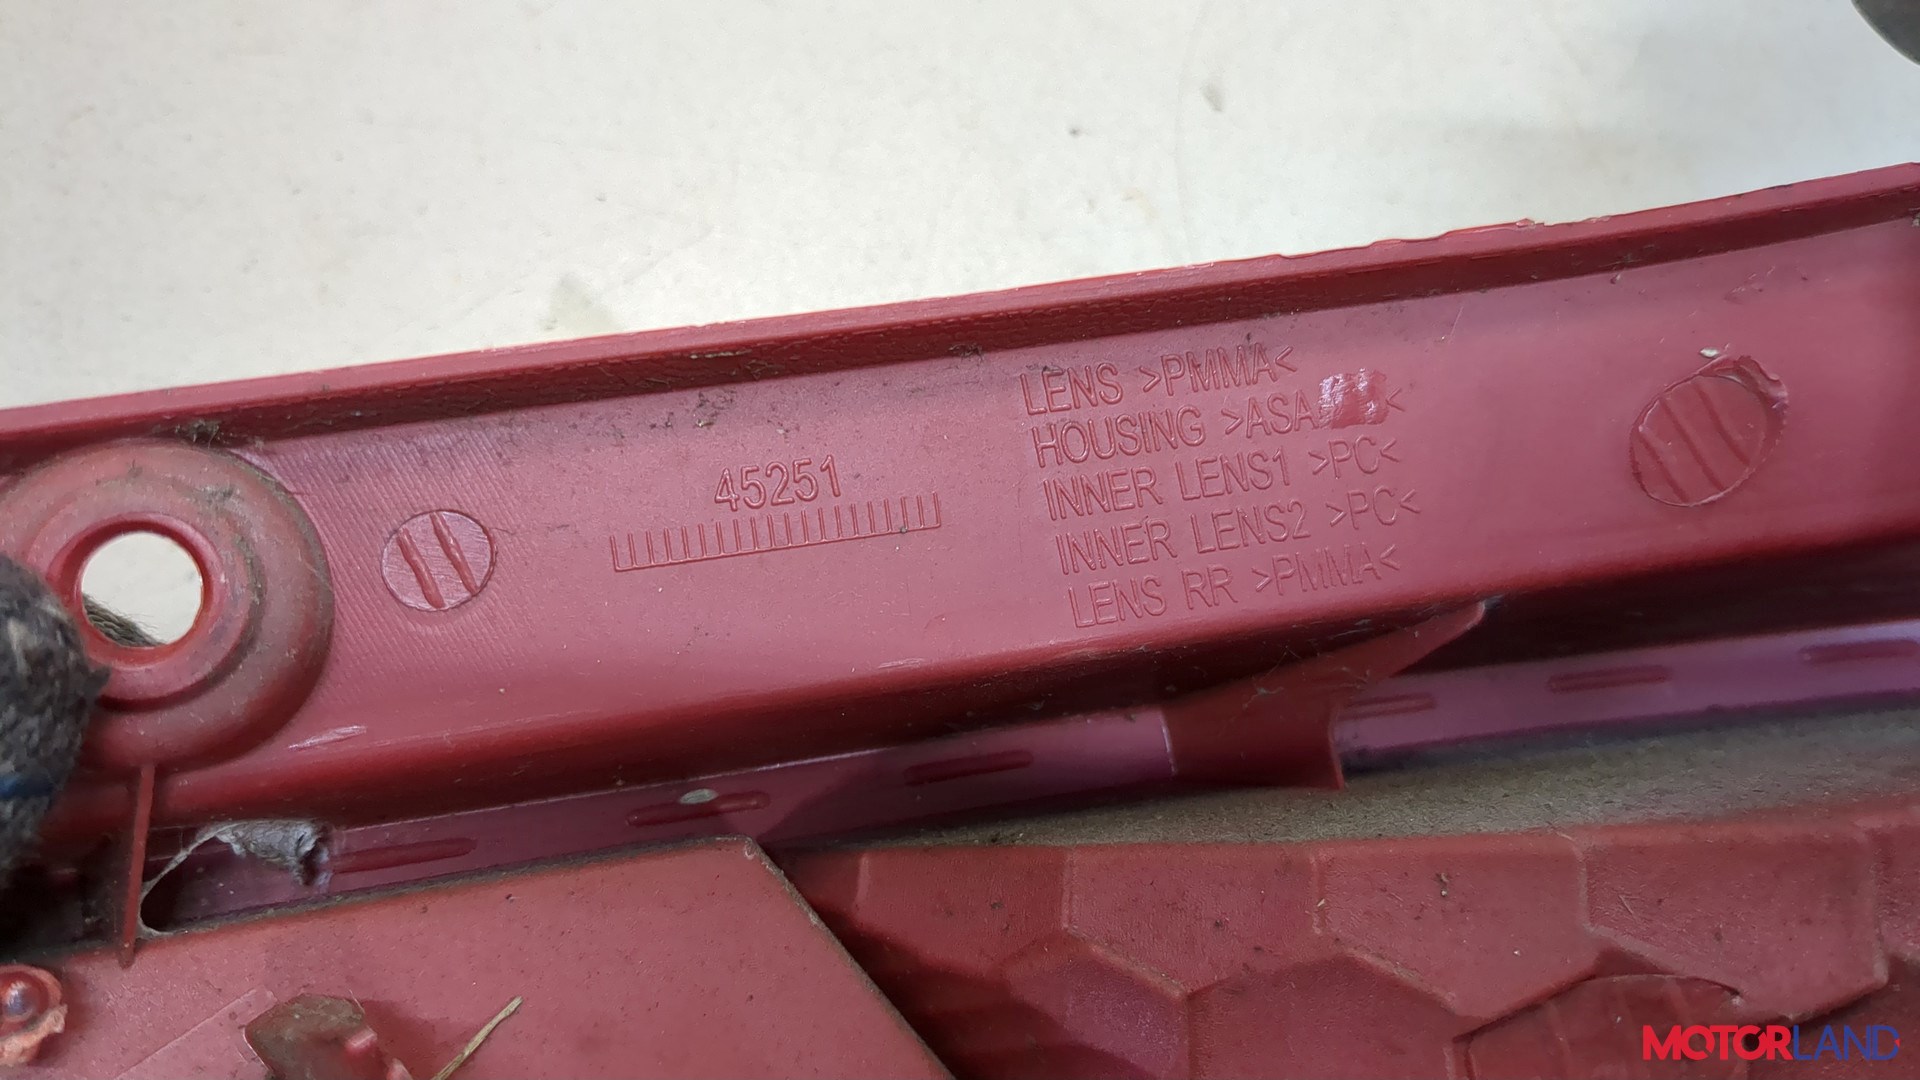 45251
LENS >PMMA<
HOUSING >ASA <
INNER LENS1 >PC<
INNER LENS2 >PC<
LENS RR >PMMA<
MOTORLAND